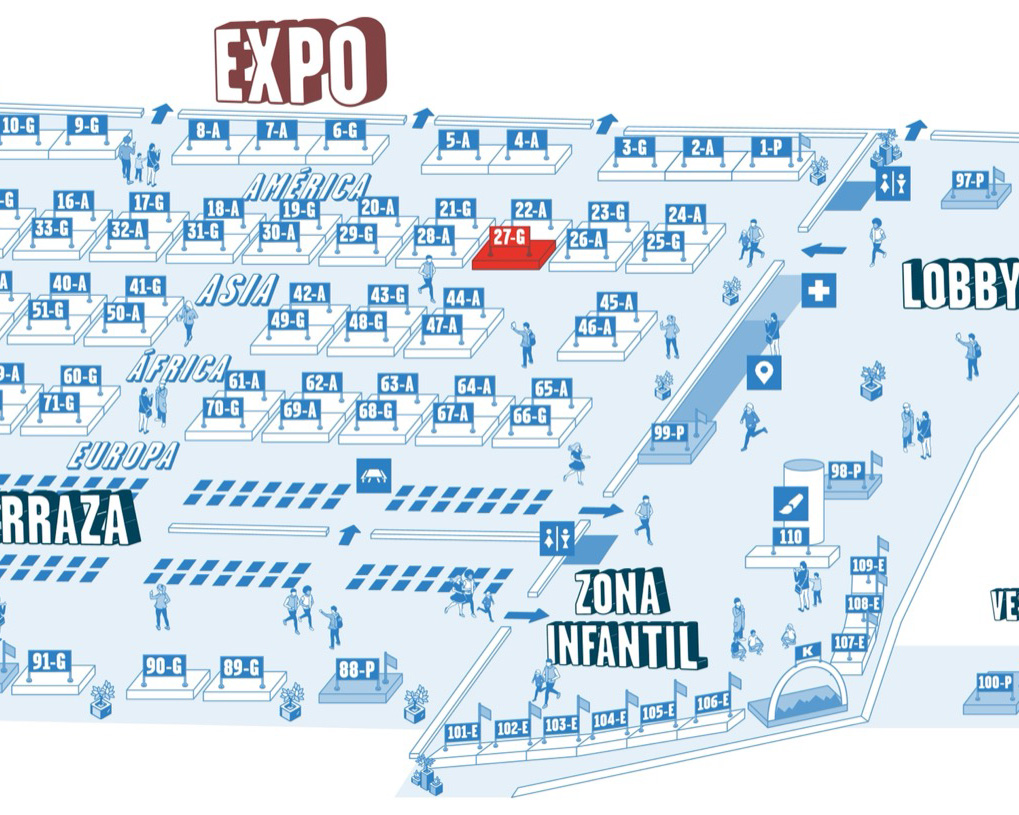 EXPO
10-G 9-G 8-A 7-A 6-G 5-A 4-A 3-G 2-A 1-P
97-P
AMÉRICA
-G 16-A 17-G 18-A 19-G 20-A 21-G 22-A 23-G 24-A
33-G 32-A 31-G 30-A 29-G 28-A 27-G 26-A 25-G
LOBBY
ASIA
A 40-A 41-G 42-A 43-G 44-A 45-A
51-G 50-A 49-G 48-G 47-A 46-A
ÁFRICA
9-A 60-G 61-A 62-A 63-A 64-A 65-A
71-G 70-G 69-A 68-G 67-A 66-G
99-P
EUROPA
98-P
RRAZA
110
109-E
ZONA
INFANTIL
108-E
VE
107-E
K
91-G 90-G 89-G 88-P
100-P
101-E 102-E 103-E 104-E 105-E 106-E